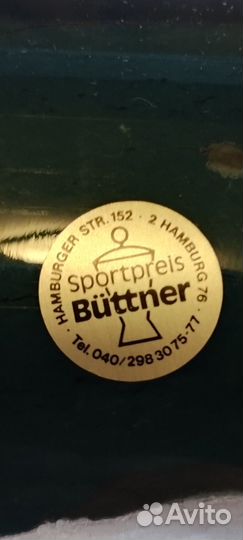 HAMBURGER STR. 152 · 2 HAMBURG 76 ·
Sportpreis
Büttner
Tel. 040/298 30 75-77 ·
Avito